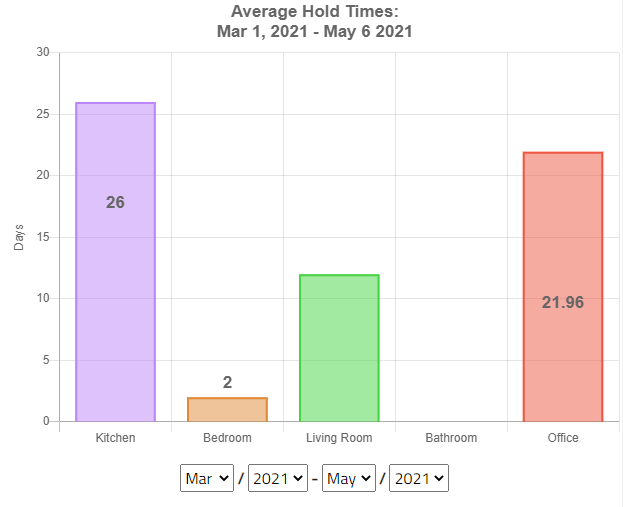 Average Hold Times:
Mar 1, 2021 - May 6 2021
30
25
20
15
10
5
0
Days
26
2
21.96
Kitchen Bedroom Living Room Bathroom Office
Mar / 2021 - May / 2021